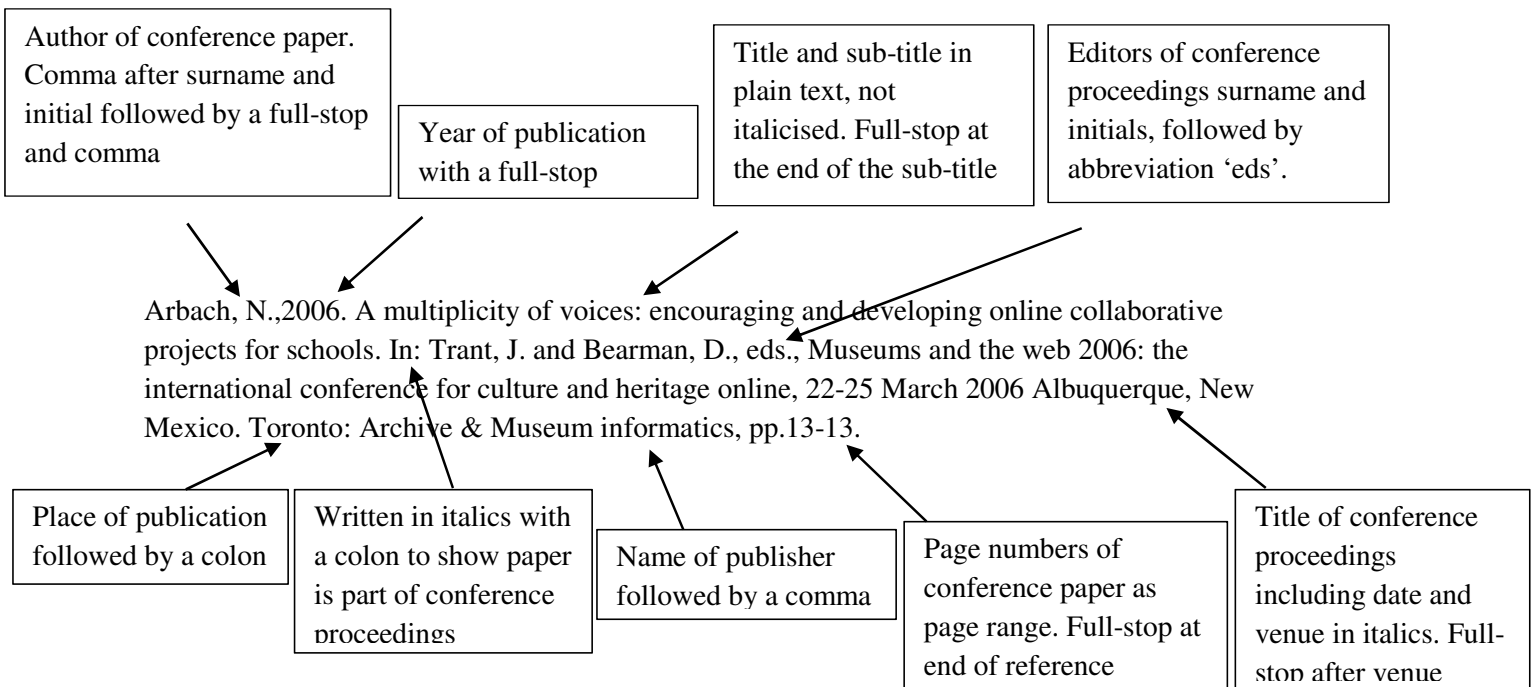 Author of conference paper.
Comma after surname and
initial followed by a full-stop
and comma
Year of publication
with a full-stop
Title and sub-title in
plain text, not
italicised. Full-stop at
the end of the sub-title
Editors of conference
proceedings surname and
initials, followed by
abbreviation ‘eds’.
Arbach, N.,2006. A multiplicity of voices: encouraging and developing online collaborative
projects for schools. In: Trant, J. and Bearman, D., eds., Museums and the web 2006: the
international conference for culture and heritage online, 22-25 March 2006 Albuquerque, New
Mexico. Toronto: Archive & Museum informatics, pp.13-13.
Place of publication
followed by a colon
Written in italics with
a colon to show paper
is part of conference
proceedings
Name of publisher
followed by a comma
Page numbers of
conference paper as
page range. Full-stop at
end of reference
Title of conference
proceedings
including date and
venue in italics. Full-
stop after venue